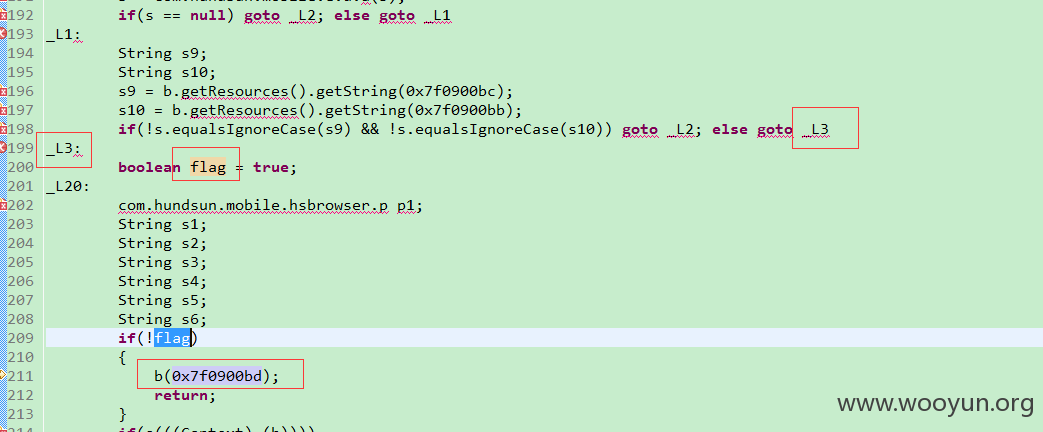 192 if(s == null) goto _L2; else goto _L1
193 _L1:
194 String s9;
195 String s10;
196 s9 = b.getResources().getString(0x7f0900bc);
197 s10 = b.getResources().getString(0x7f0900bb);
198 if(!s.equalsIgnoreCase(s9) && !s.equalsIgnoreCase(s10)) goto _L2; else goto _L3
199 _L3:
200 boolean flag = true;
201 _L20:
202 com.hundsun.mobile.hsbrowser.p p1;
203 String s1;
204 String s2;
205 String s3;
206 String s4;
207 String s5;
208 String s6;
209 if(!flag)
210 {
211 b(0x7f0900bd);
212 return;
213 }
www.wooyun.org